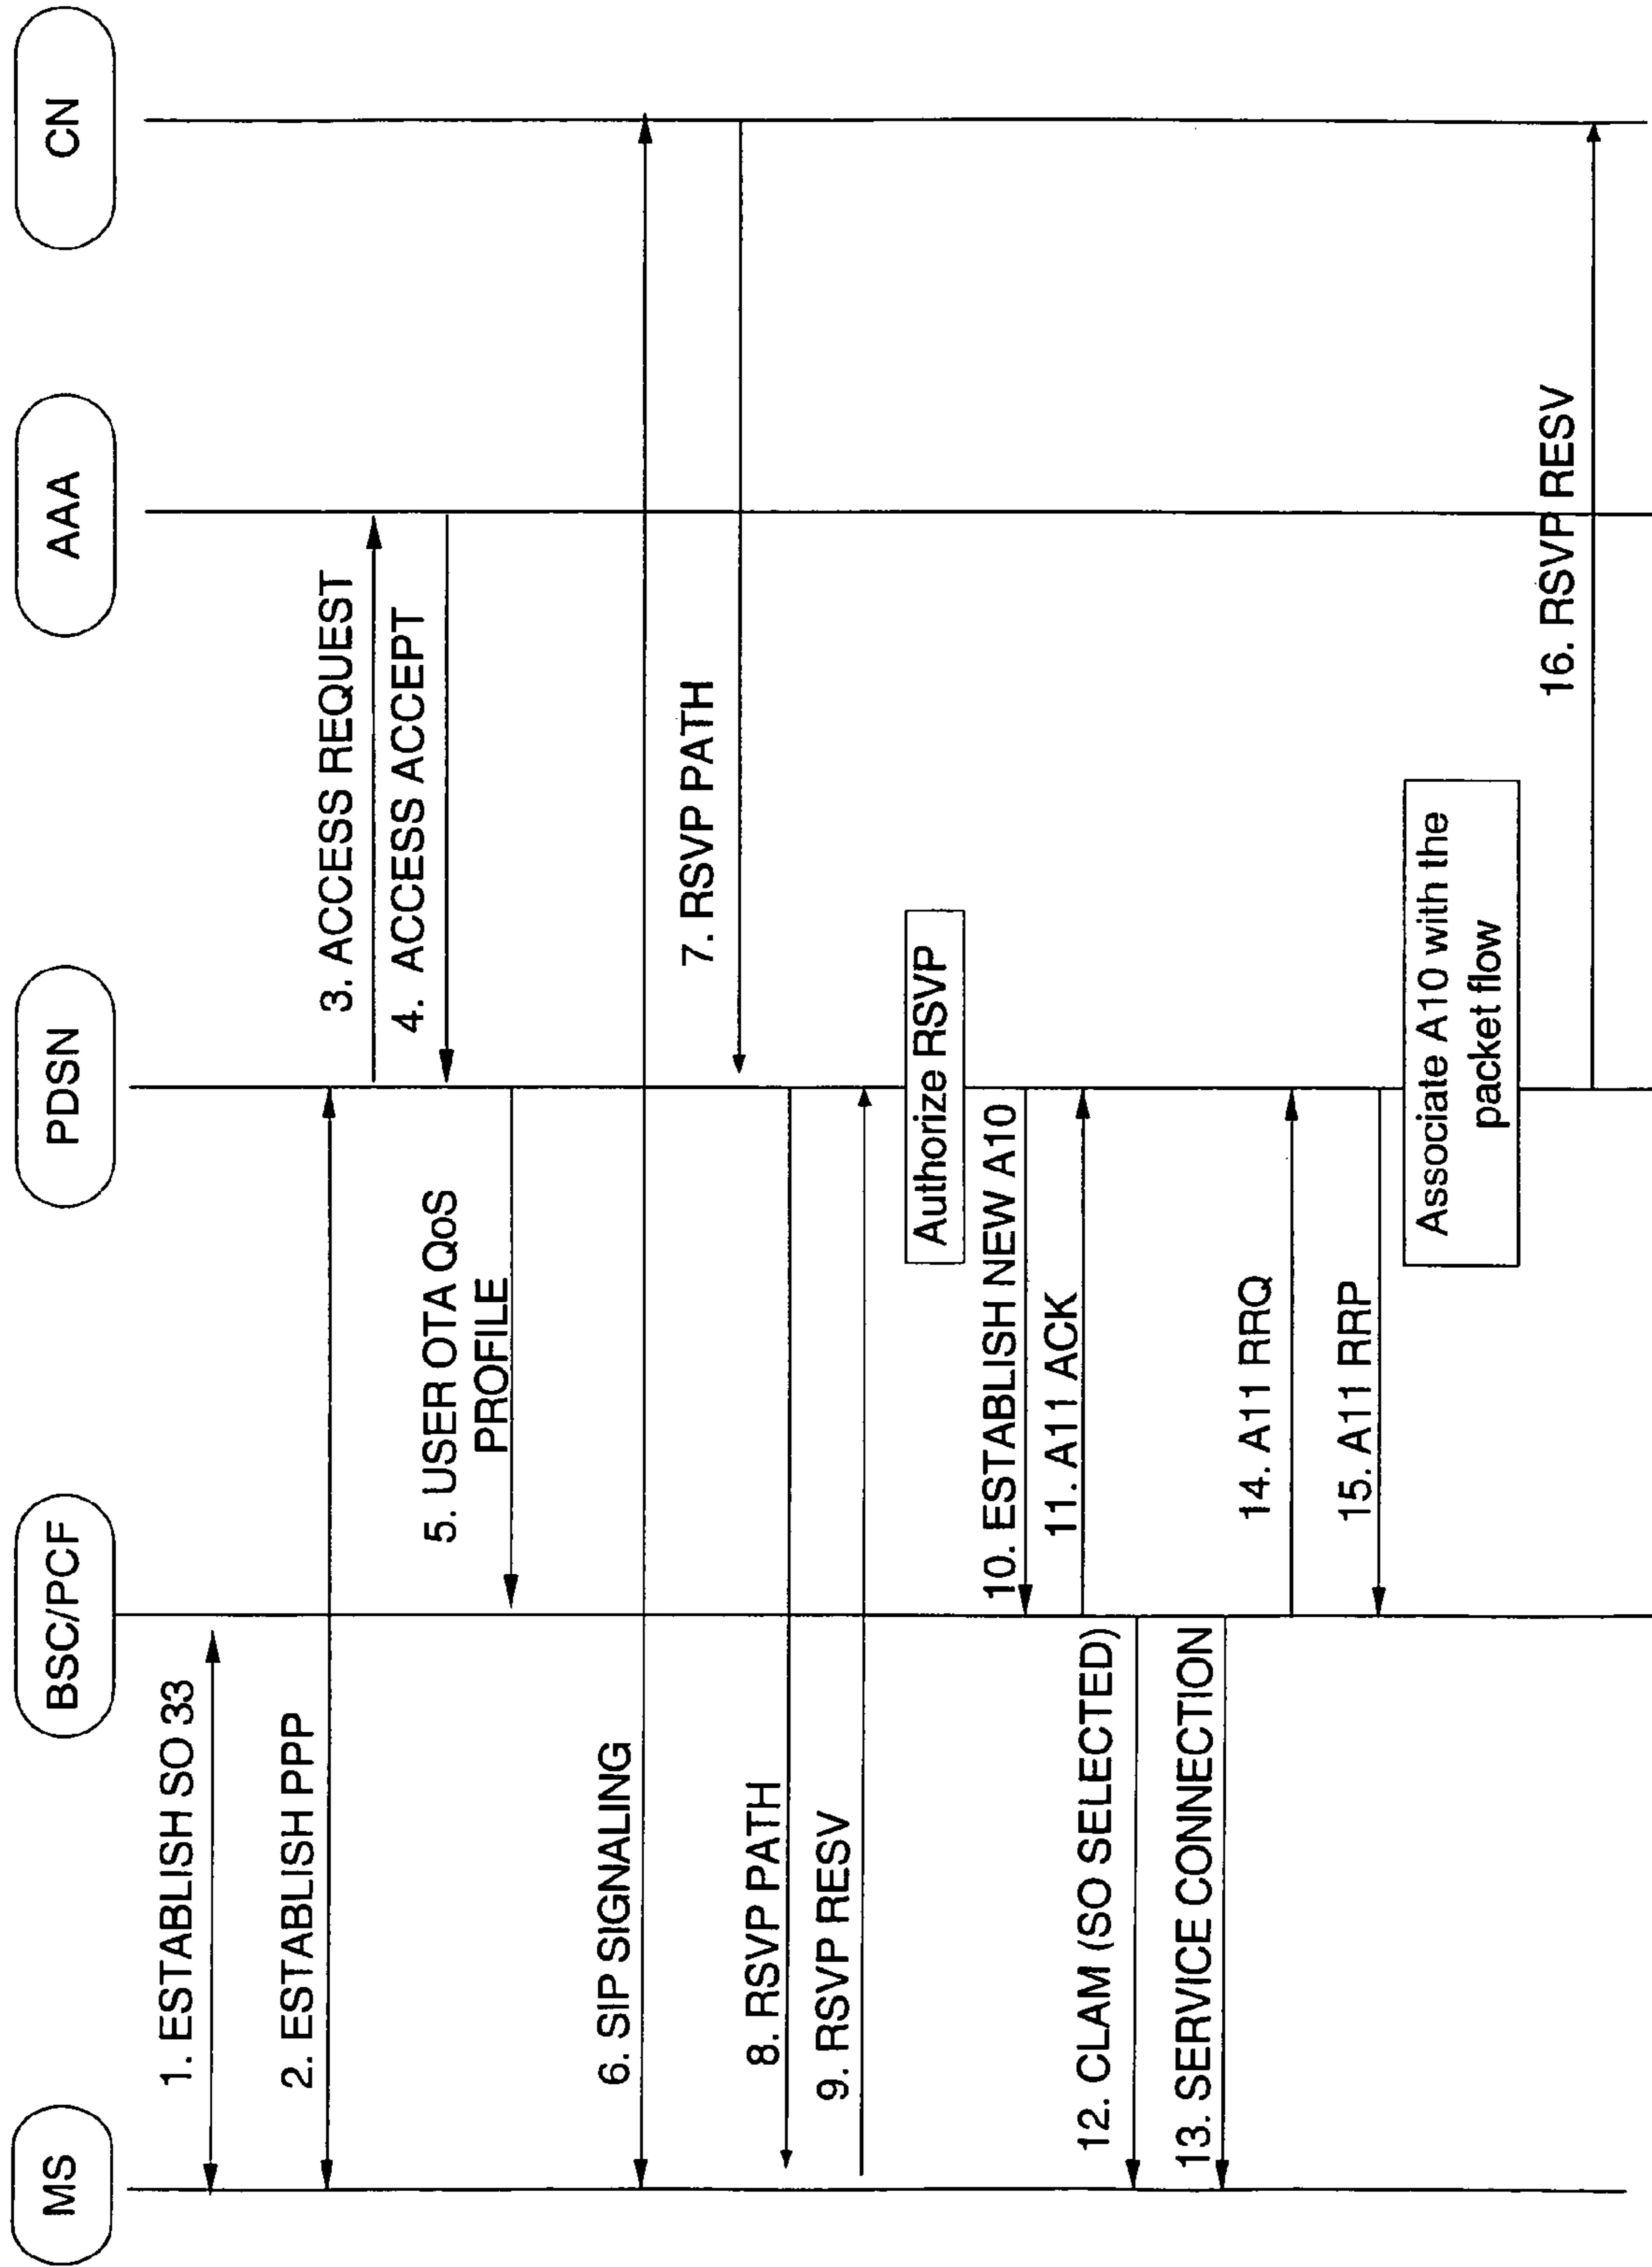 MS
BSC/PCF
PDSN
AAA
CN
1. ESTABLISH SO 33
2. ESTABLISH PPP
3. ACCESS REQUEST
4. ACCESS ACCEPT
5. USER OTA QoS
PROFILE
6. SIP SIGNALING
7. RSVP PATH
8. RSVP PATH
9. RSVP RESV
Authorize RSVP
10. ESTABLISH NEW A10
11. A11 ACK
12. CLAM (SO SELECTED)
13. SERVICE CONNECTION
14. A11 RRQ
15. A11 RRP
Associate A10 with the
packet flow
16. RSVP RESV